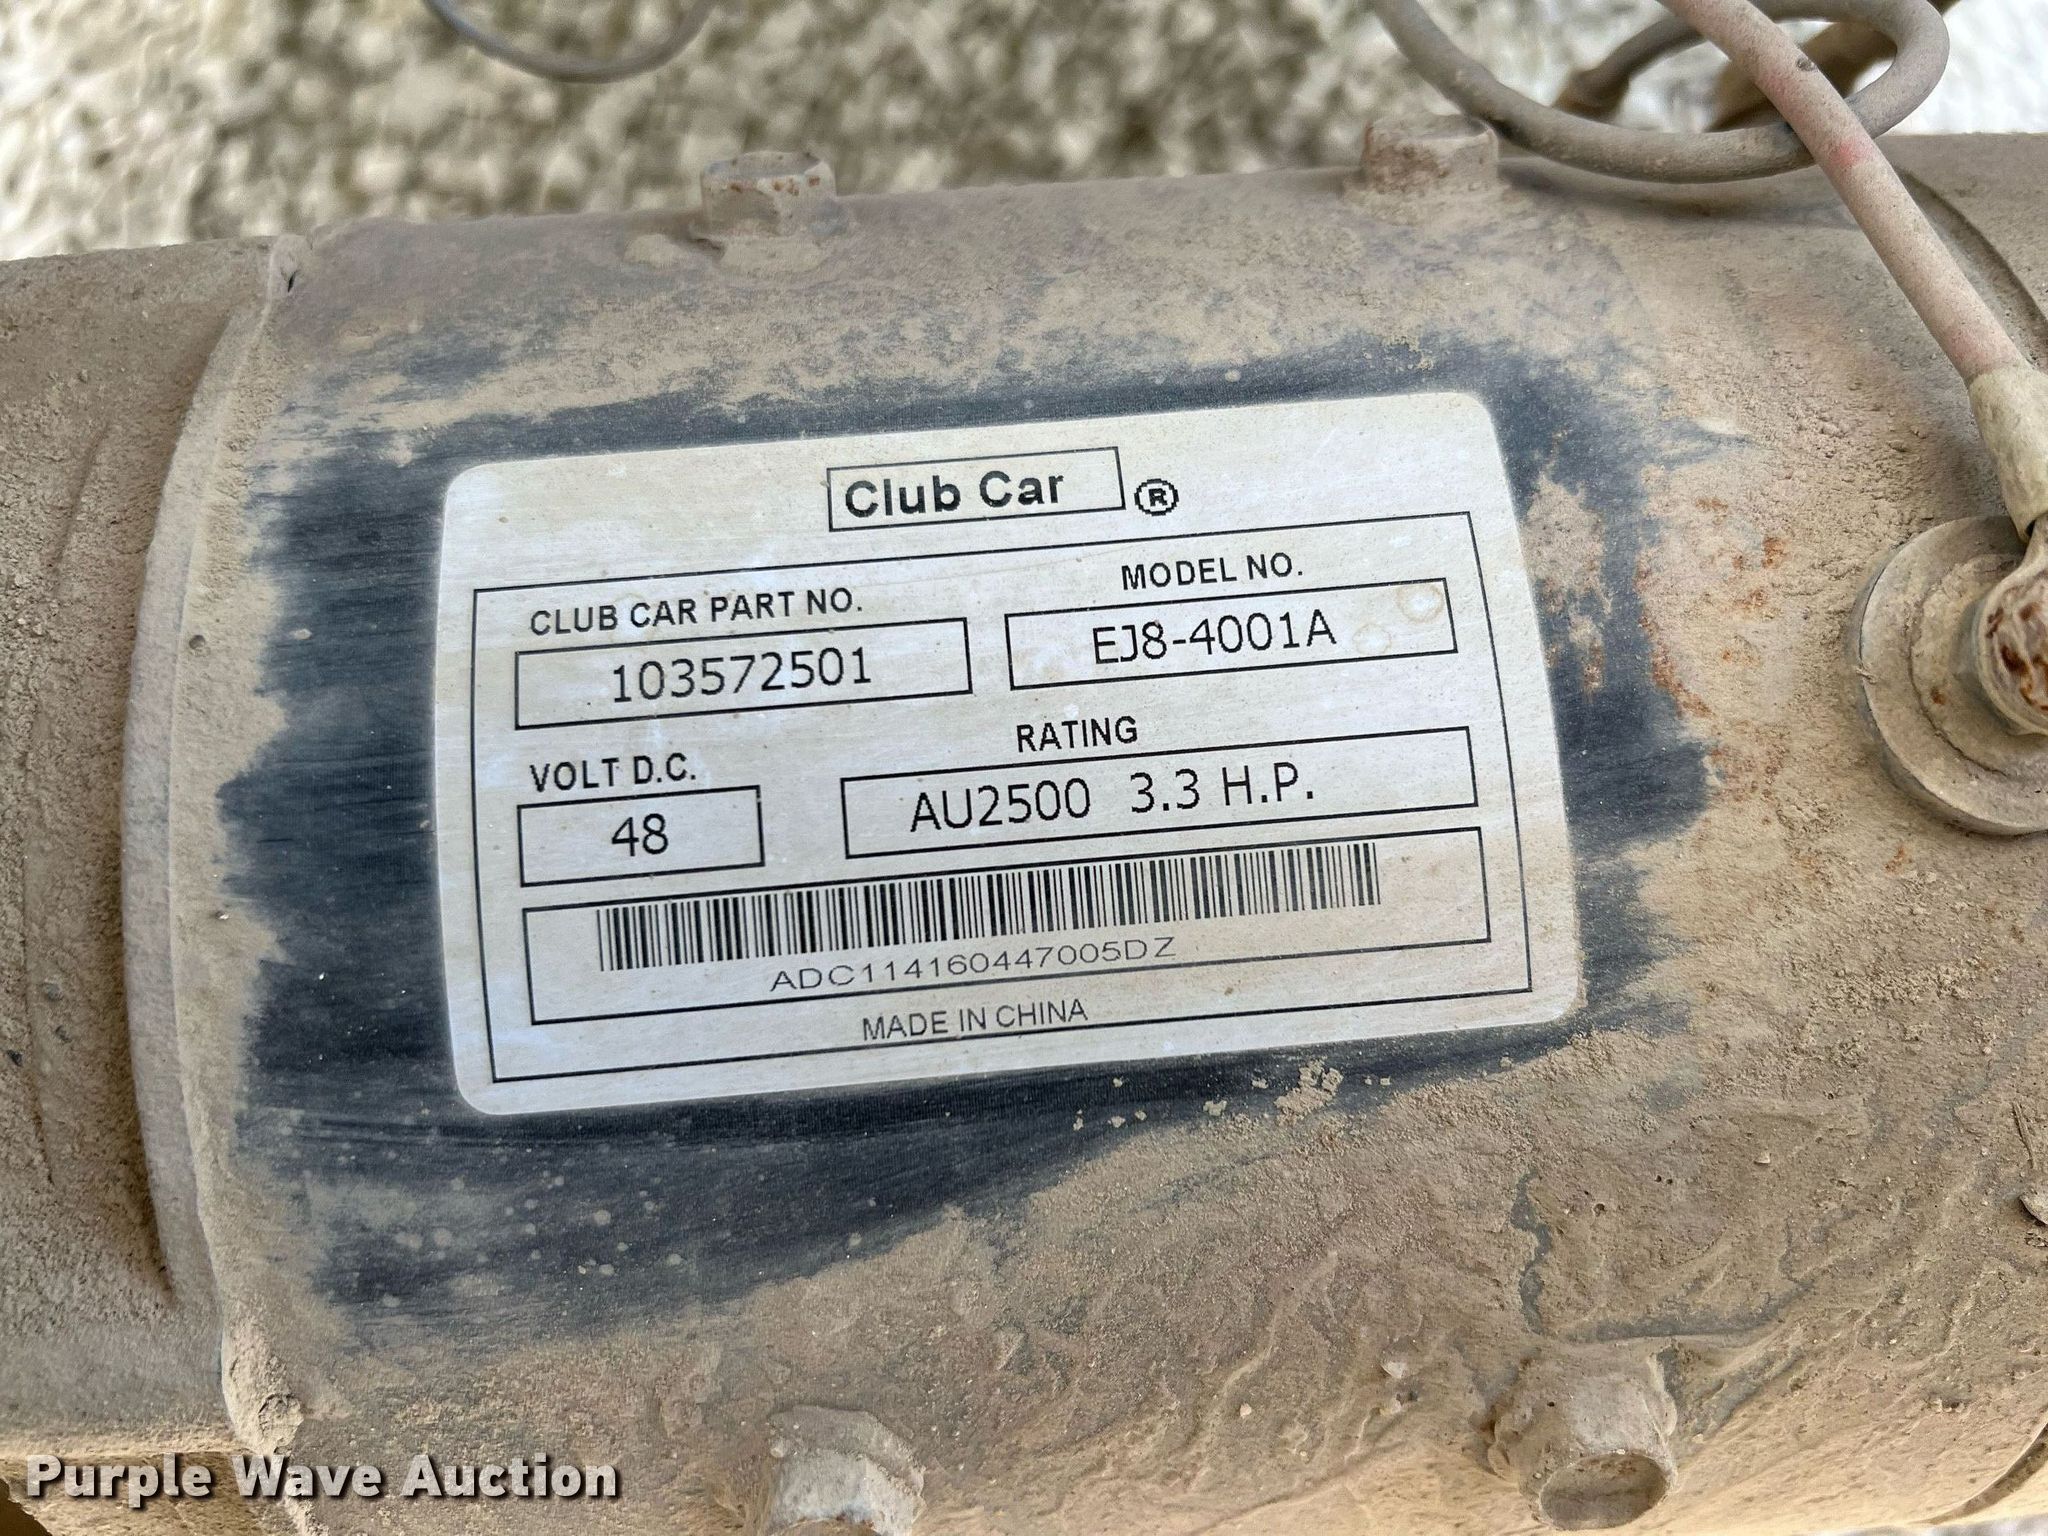 Club Car ®
CLUB CAR PART NO.
MODEL NO.
103572501
EJ8-4001A
VOLT D.C.
RATING
48
AU2500 3.3 H.P.
ADC114160447005DZ
MADE IN CHINA
Purple Wave Auction